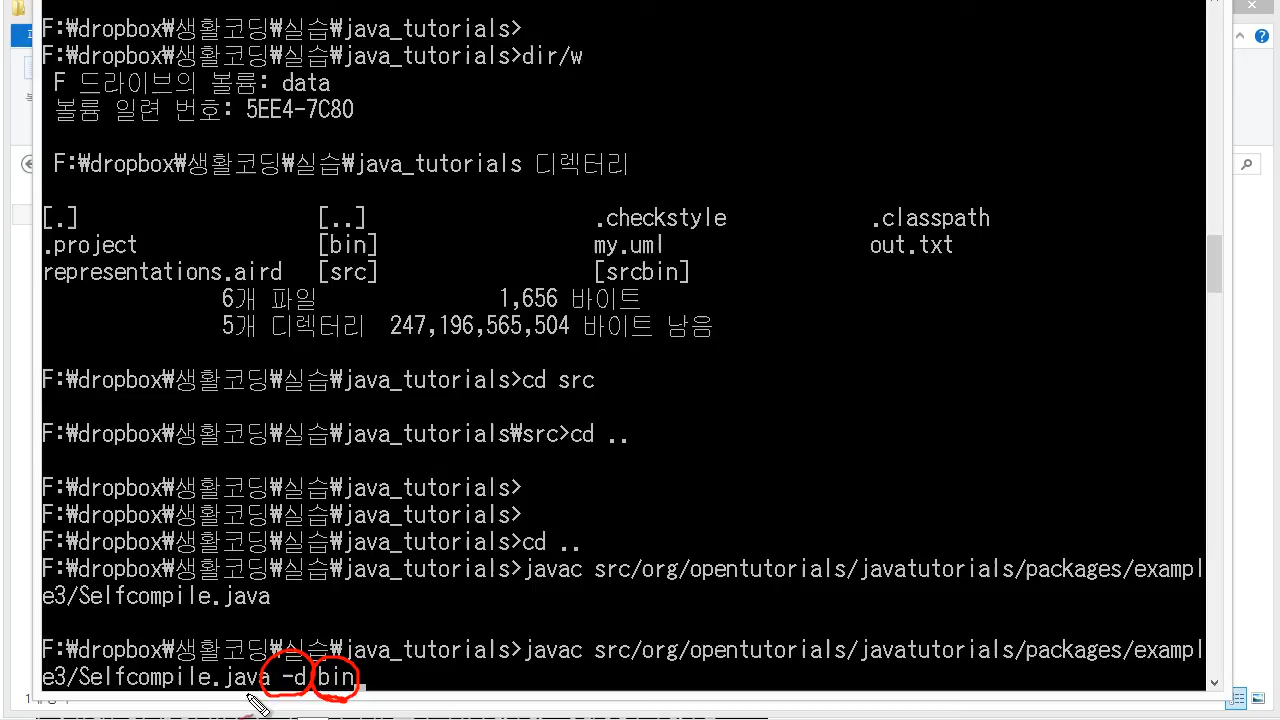 F:₩dropbox₩생활코딩₩실습₩java_tutorials>
F:₩dropbox₩생활코딩₩실습₩java_tutorials>dir/w
F 드라이브의 볼륨: data
볼륨 일련 번호: 5EE4-7C80
F:₩dropbox₩생활코딩₩실습₩java_tutorials 디렉터리
[.] [..] .checkstyle .classpath
.project [bin] my.uml out.txt
representations.aird [src] [srcbin]
6개 파일 1,656 바이트
5개 디렉터리 247,196,565,504 바이트 남음
F:₩dropbox₩생활코딩₩실습₩java_tutorials>cd src
F:₩dropbox₩생활코딩₩실습₩java_tutorials₩src>cd ..
F:₩dropbox₩생활코딩₩실습₩java_tutorials>
F:₩dropbox₩생활코딩₩실습₩java_tutorials>
F:₩dropbox₩생활코딩₩실습₩java_tutorials>cd ..
F:₩dropbox₩생활코딩₩실습₩java_tutorials>javac src/org/opentutorials/javatutorials/packages/exampl
e3/Selfcompile.java
F:₩dropbox₩생활코딩₩실습₩java_tutorials>javac src/org/opentutorials/javatutorials/packages/exampl
e3/Selfcompile.java -d bin